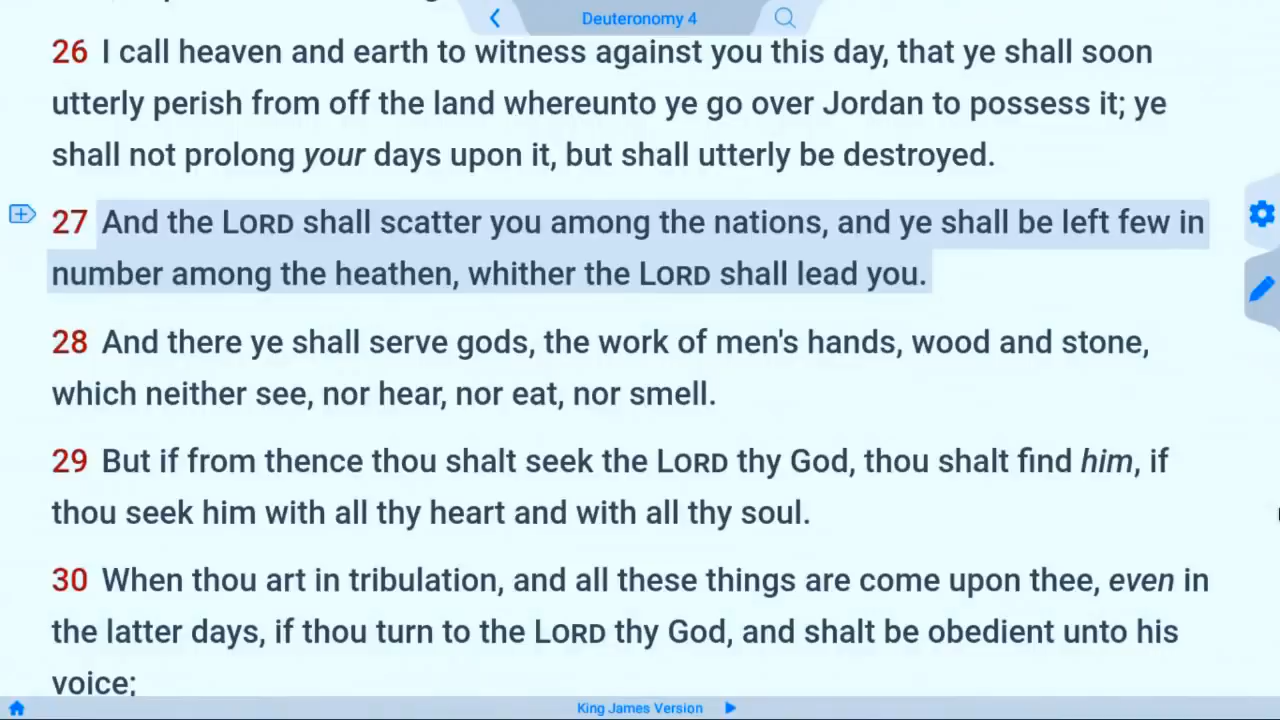 Deuteronomy 4
26 I call heaven and earth to witness against you this day, that ye shall soon
utterly perish from off the land whereunto ye go over Jordan to possess it; ye
shall not prolong your days upon it, but shall utterly be destroyed.
27 And the LORD shall scatter you among the nations, and ye shall be left few in
number among the heathen, whither the LORD shall lead you.
28 And there ye shall serve gods, the work of men's hands, wood and stone,
which neither see, nor hear, nor eat, nor smell.
29 But if from thence thou shalt seek the LORD thy God, thou shalt find him, if
thou seek him with all thy heart and with all thy soul.
30 When thou art in tribulation, and all these things are come upon thee, even in
the latter days, if thou turn to the LORD thy God, and shalt be obedient unto his
voice;
King James Version